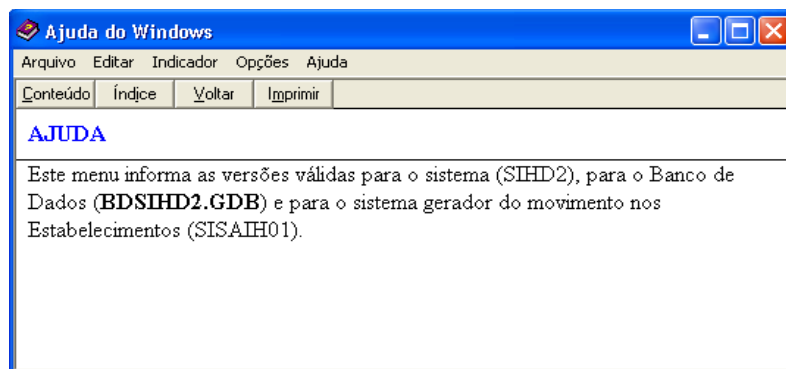 Ajuda do Windows
Arquivo Editar Indicador Opções Ajuda
Conteúdo Índice Voltar Imprimir
AJUDA
Este menu informa as versões válidas para o sistema (SIHD2), para o Banco de
Dados (BDSIHD2.GDB) e para o sistema gerador do movimento nos
Estabelecimentos (SISAIH01).